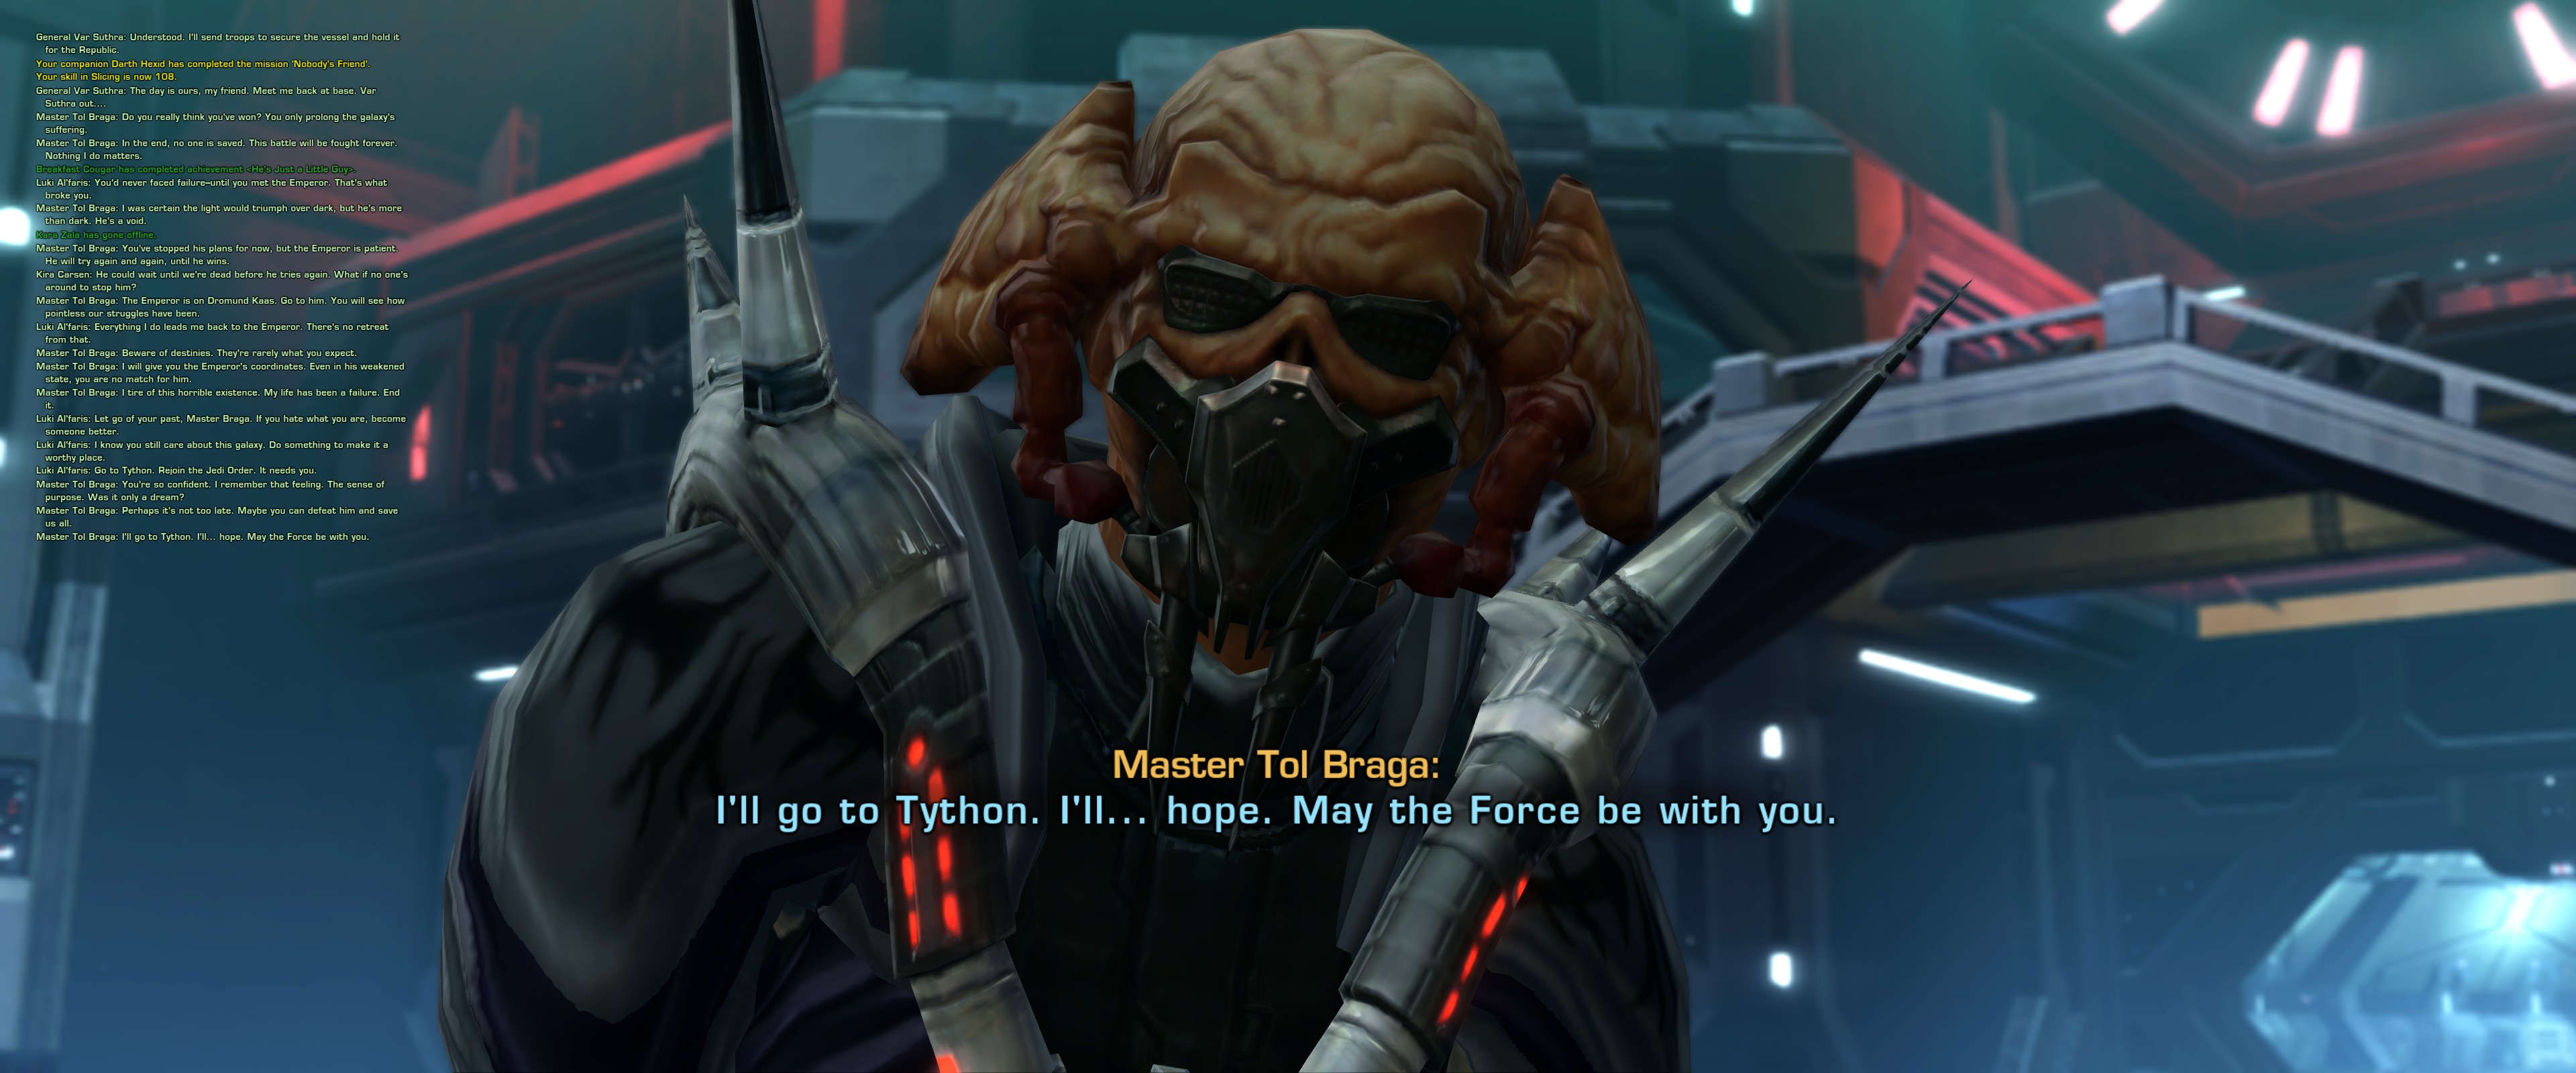 General Var Suthra: Understood. I'll send troops to secure the vessel and hold it
for the Republic.
Your companion Darth Hexid has completed the mission 'Nobody's Friend'.
Your skill in Slicing is now 108.
General Var Suthra: The day is ours, my friend. Meet me back at base. Var
Suthra out....
Master Tol Braga: Do you really think you've won? You only prolong the galaxy's
suffering.
Master Tol Braga: In the end, no one is saved. This battle will be fought forever.
Nothing I do matters.
Breakfast Cougar has completed achievement <He's Just a Little Guy>.
Luki Al'faris: You'd never faced failure–until you met the Emperor. That's what
broke you.
Master Tol Braga: I was certain the light would triumph over dark, but he's more
than dark. He's a void.
Kara Zala has gone offline.
Master Tol Braga: You've stopped his plans for now, but the Emperor is patient.
He will try again and again, until he wins.
Kira Carsen: He could wait until we're dead before he tries again. What if no one's
around to stop him?
Master Tol Braga: The Emperor is on Dromund Kaas. Go to him. You will see how
pointless our struggles have been.
Luki Al'faris: Everything I do leads me back to the Emperor. There's no retreat
from that.
Master Tol Braga: Beware of destinies. They're rarely what you expect.
Master Tol Braga: I will give you the Emperor's coordinates. Even in his weakened
state, you are no match for him.
Master Tol Braga: I tire of this horrible existence. My life has been a failure. End
it.
Luki Al'faris: Let go of your past, Master Braga. If you hate what you are, become
someone better.
Luki Al'faris: I know you still care about this galaxy. Do something to make it a
worthy place.
Luki Al'faris: Go to Tython. Rejoin the Jedi Order. It needs you.
Master Tol Braga: You're so confident. I remember that feeling. The sense of
purpose. Was it only a dream?
Master Tol Braga: Perhaps it's not too late. Maybe you can defeat him and save
us all.
Master Tol Braga: I'll go to Tython. I'll... hope. May the Force be with you.
Master Tol Braga:
I'll go to Tython. I'll... hope. May the Force be with you.